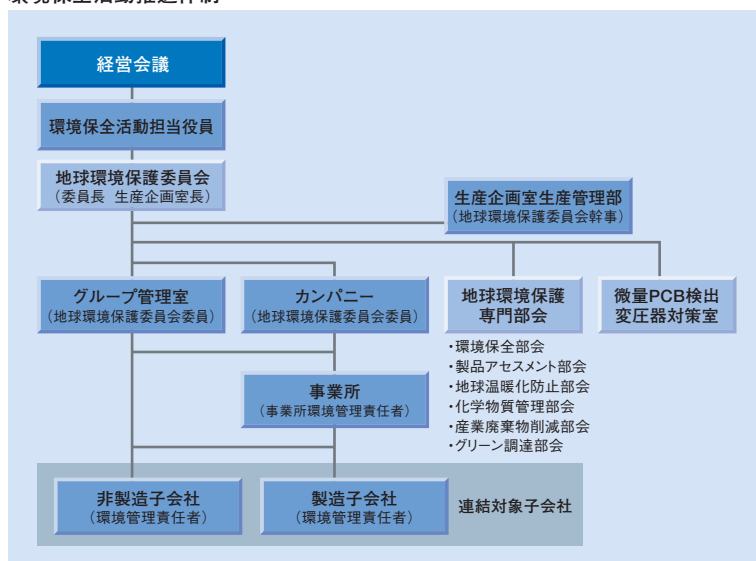 環境保全活動推進体制
経営会議
環境保全活動担当役員
地球環境保護委員会
（委員長 生産企画室長）
生産企画室生産管理部
（地球環境保護委員会幹事）
グループ管理室
（地球環境保護委員会委員）
カンパニー
（地球環境保護委員会委員）
地球環境保護
専門部会
微量PCB検出
変圧器対策室
・環境保全部会
・製品アセスメント部会
・地球温暖化防止部会
・化学物質管理部会
・産業廃棄物削減部会
・グリーン調達部会
事業所
（事業所環境管理責任者）
非製造子会社
（環境管理責任者）
製造子会社
（環境管理責任者）
連結対象子会社